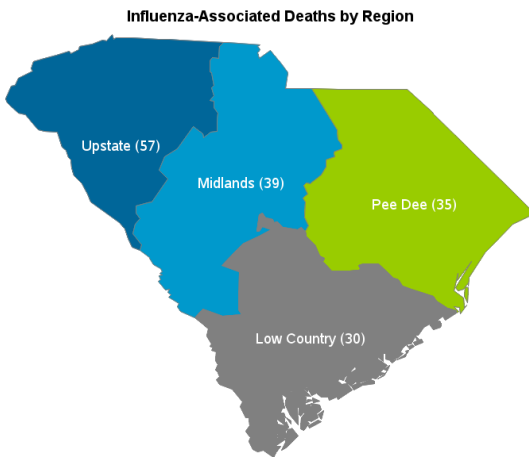 Influenza-Associated Deaths by Region
Upstate (57)
Midlands (39)
Pee Dee (35)
Low Country (30)